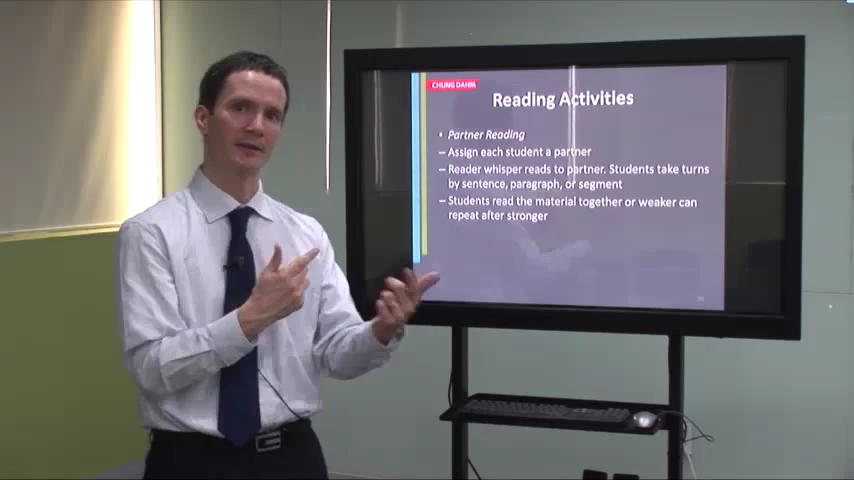 CHUNG DAHM
Reading Activities
• Partner Reading
– Assign each student a partner
– Reader whisper reads to partner. Students take turns
by sentence, paragraph, or segment
– Students read the material together or weaker can
repeat after stronger